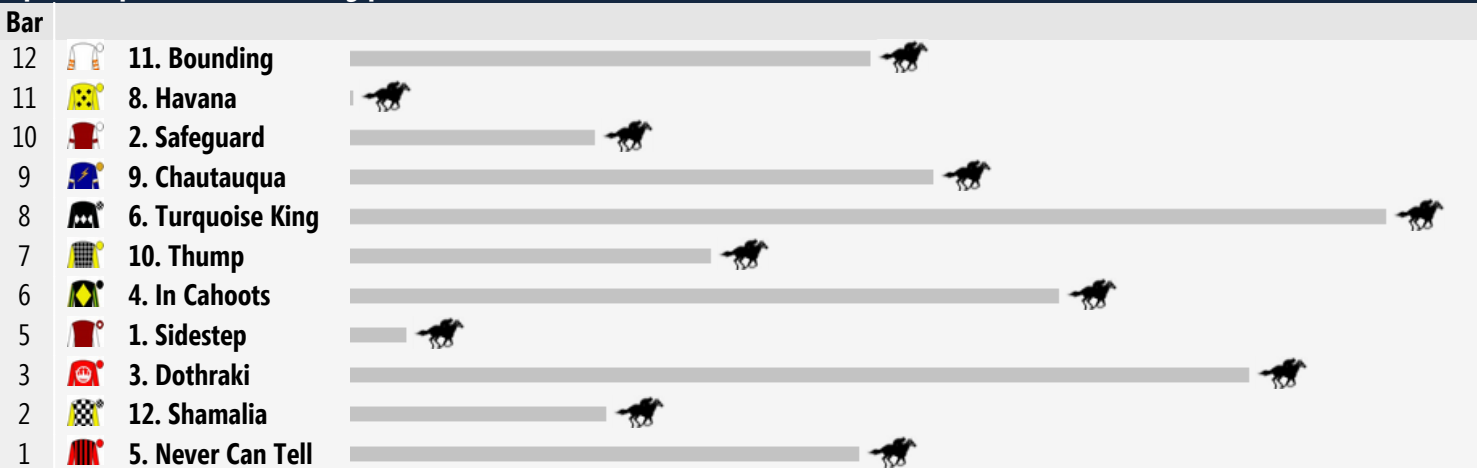 Bar
12 11. Bounding
11 8. Havana
10 2. Safeguard
9 9. Chautauqua
8 6. Turquoise King
7 10. Thump
6 4. In Cahoots
5 1. Sidestep
3 3. Dothraki
2 12. Shamalia
1 5. Never Can Tell